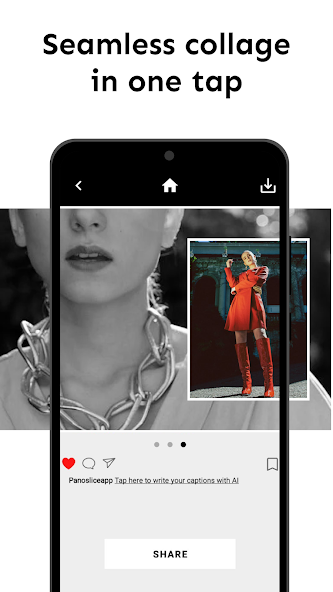 Seamless collage
in one tap
Panosliceapp Tap here to write your captions with AI
SHARE